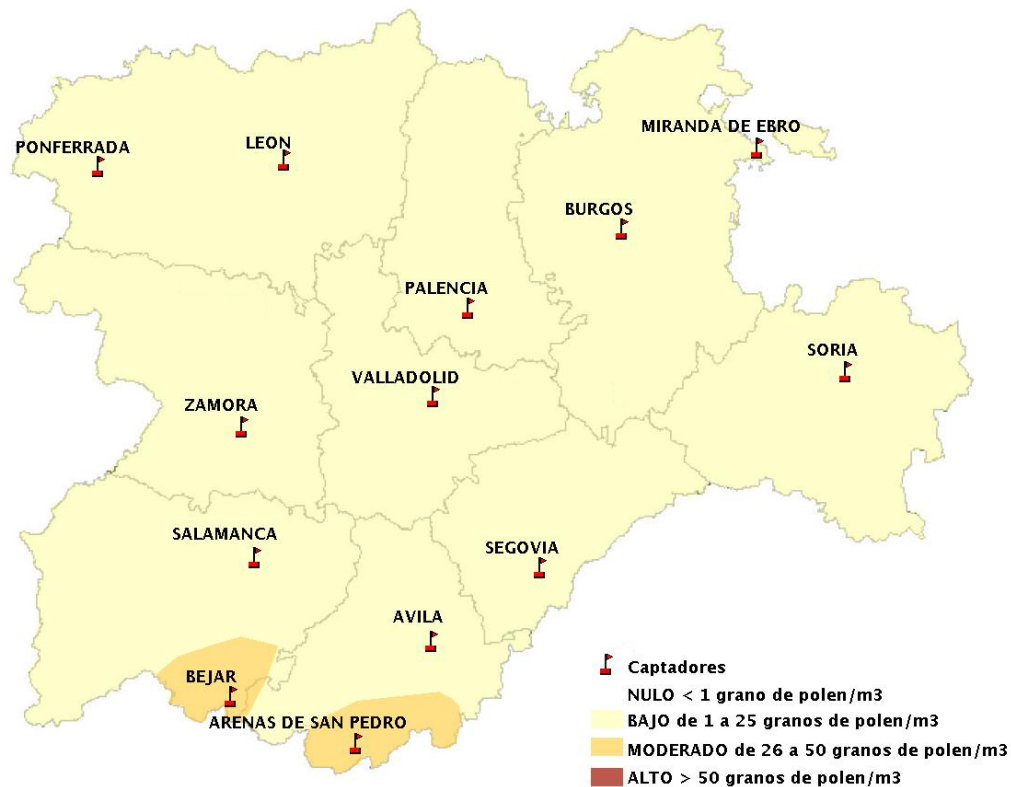 MIRANDA DE EBRO
PONFERRADA
LEON
BURGOS
PALENCIA
SORIA
VALLADOLID
ZAMORA
SALAMANCA
SEGOVIA
AVILA
BEJAR
ARENAS DE SAN PEDRO
Captadores
NULO < 1 grano de polen/m3
BAJO de 1 a 25 granos de polen/m3
MODERADO de 26 a 50 granos de polen/m3
ALTO > 50 granos de polen/m3